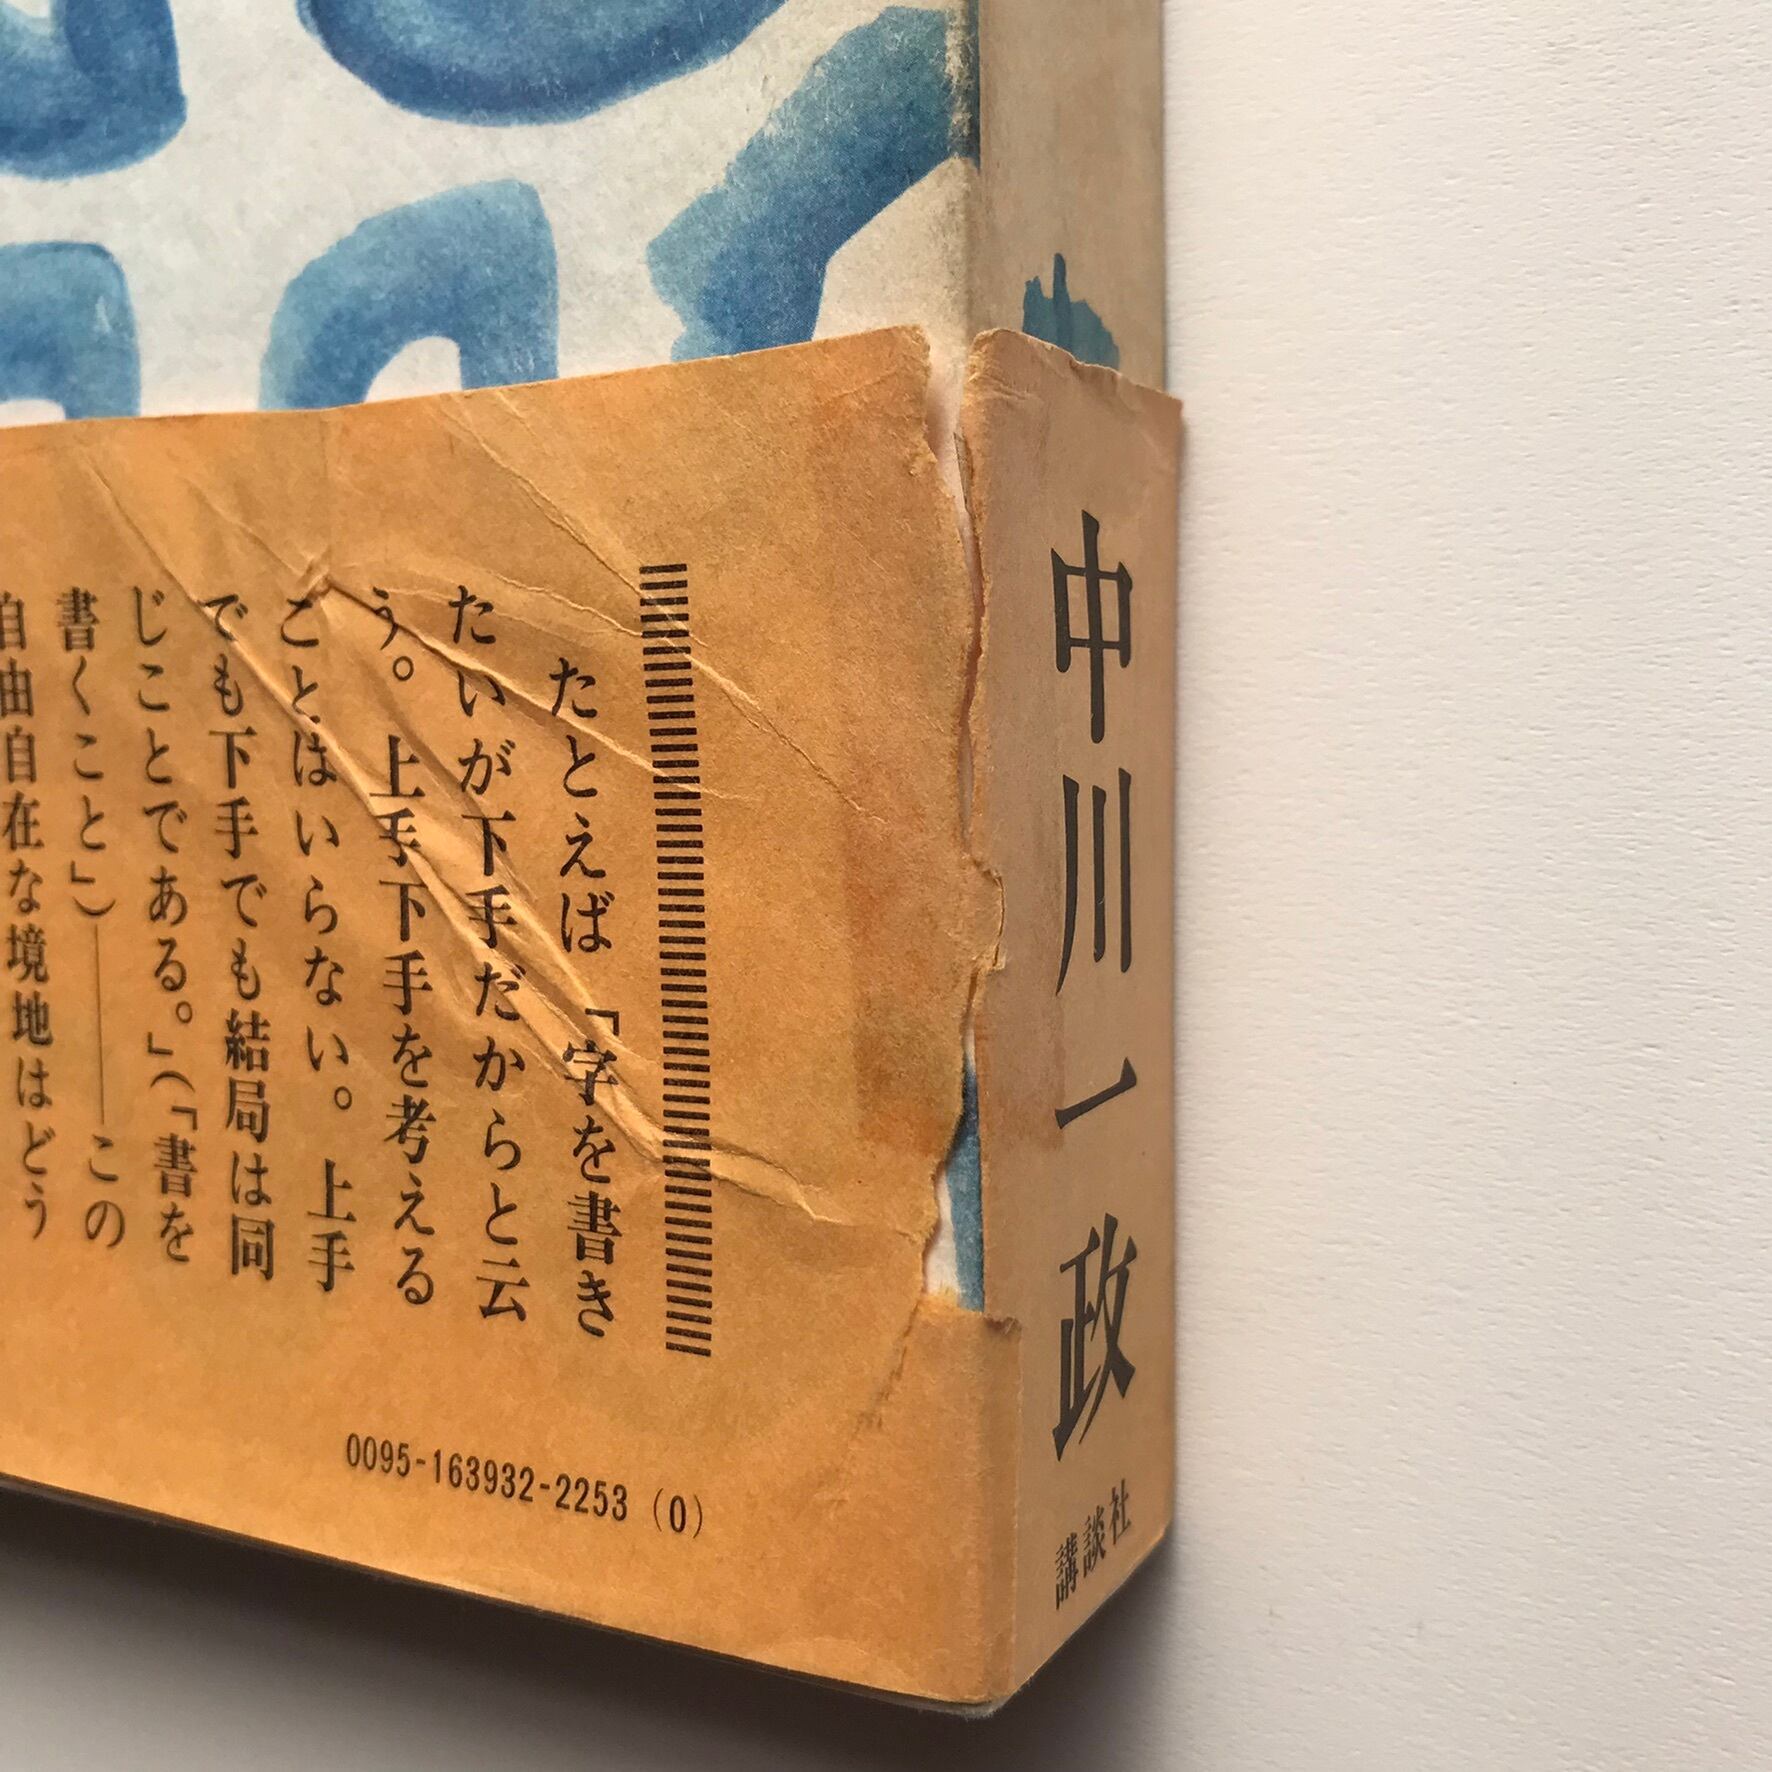 たとえば「字を書き
たいが下手だからと云
う。上手下手を考える
ことはいらない。上手
でも下手でも結局は同
じことである。」(「書を
書くこと」)――この
自由自在な境地はどう
0095-163932-2253 (0)
中川一政
講談社